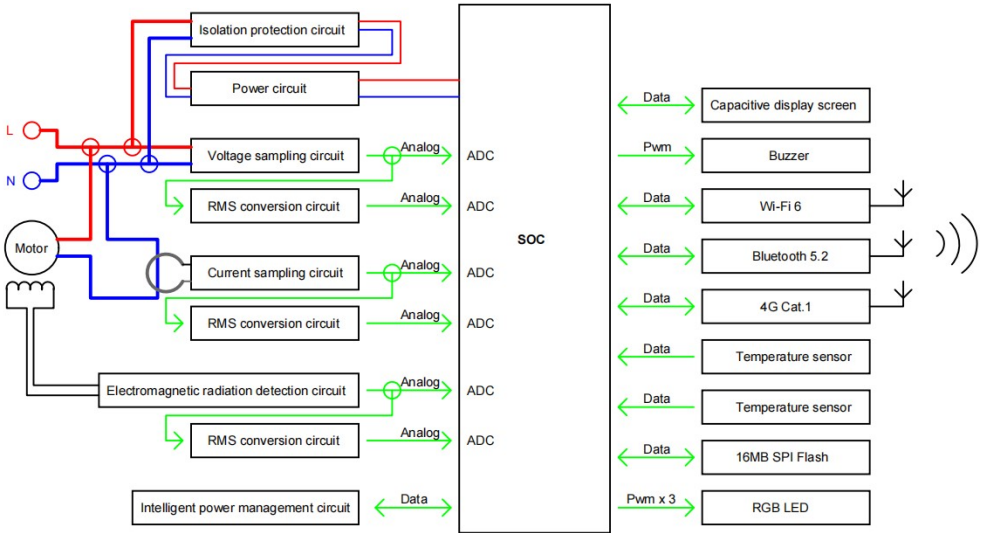 Isolation protection circuit
Power circuit
L
N
Voltage sampling circuit
Analog
ADC
RMS conversion circuit
Analog
ADC
Motor
Current sampling circuit
Analog
ADC
RMS conversion circuit
Analog
ADC
Electromagnetic radiation detection circuit
Analog
ADC
RMS conversion circuit
Analog
ADC
Intelligent power management circuit
Data
SOC
Data
Capacitive display screen
Pwm
Buzzer
Data
Wi-Fi 6
Data
Bluetooth 5.2
Data
4G Cat.1
Data
Temperature sensor
Data
Temperature sensor
Data
16MB SPI Flash
Pwm x 3
RGB LED